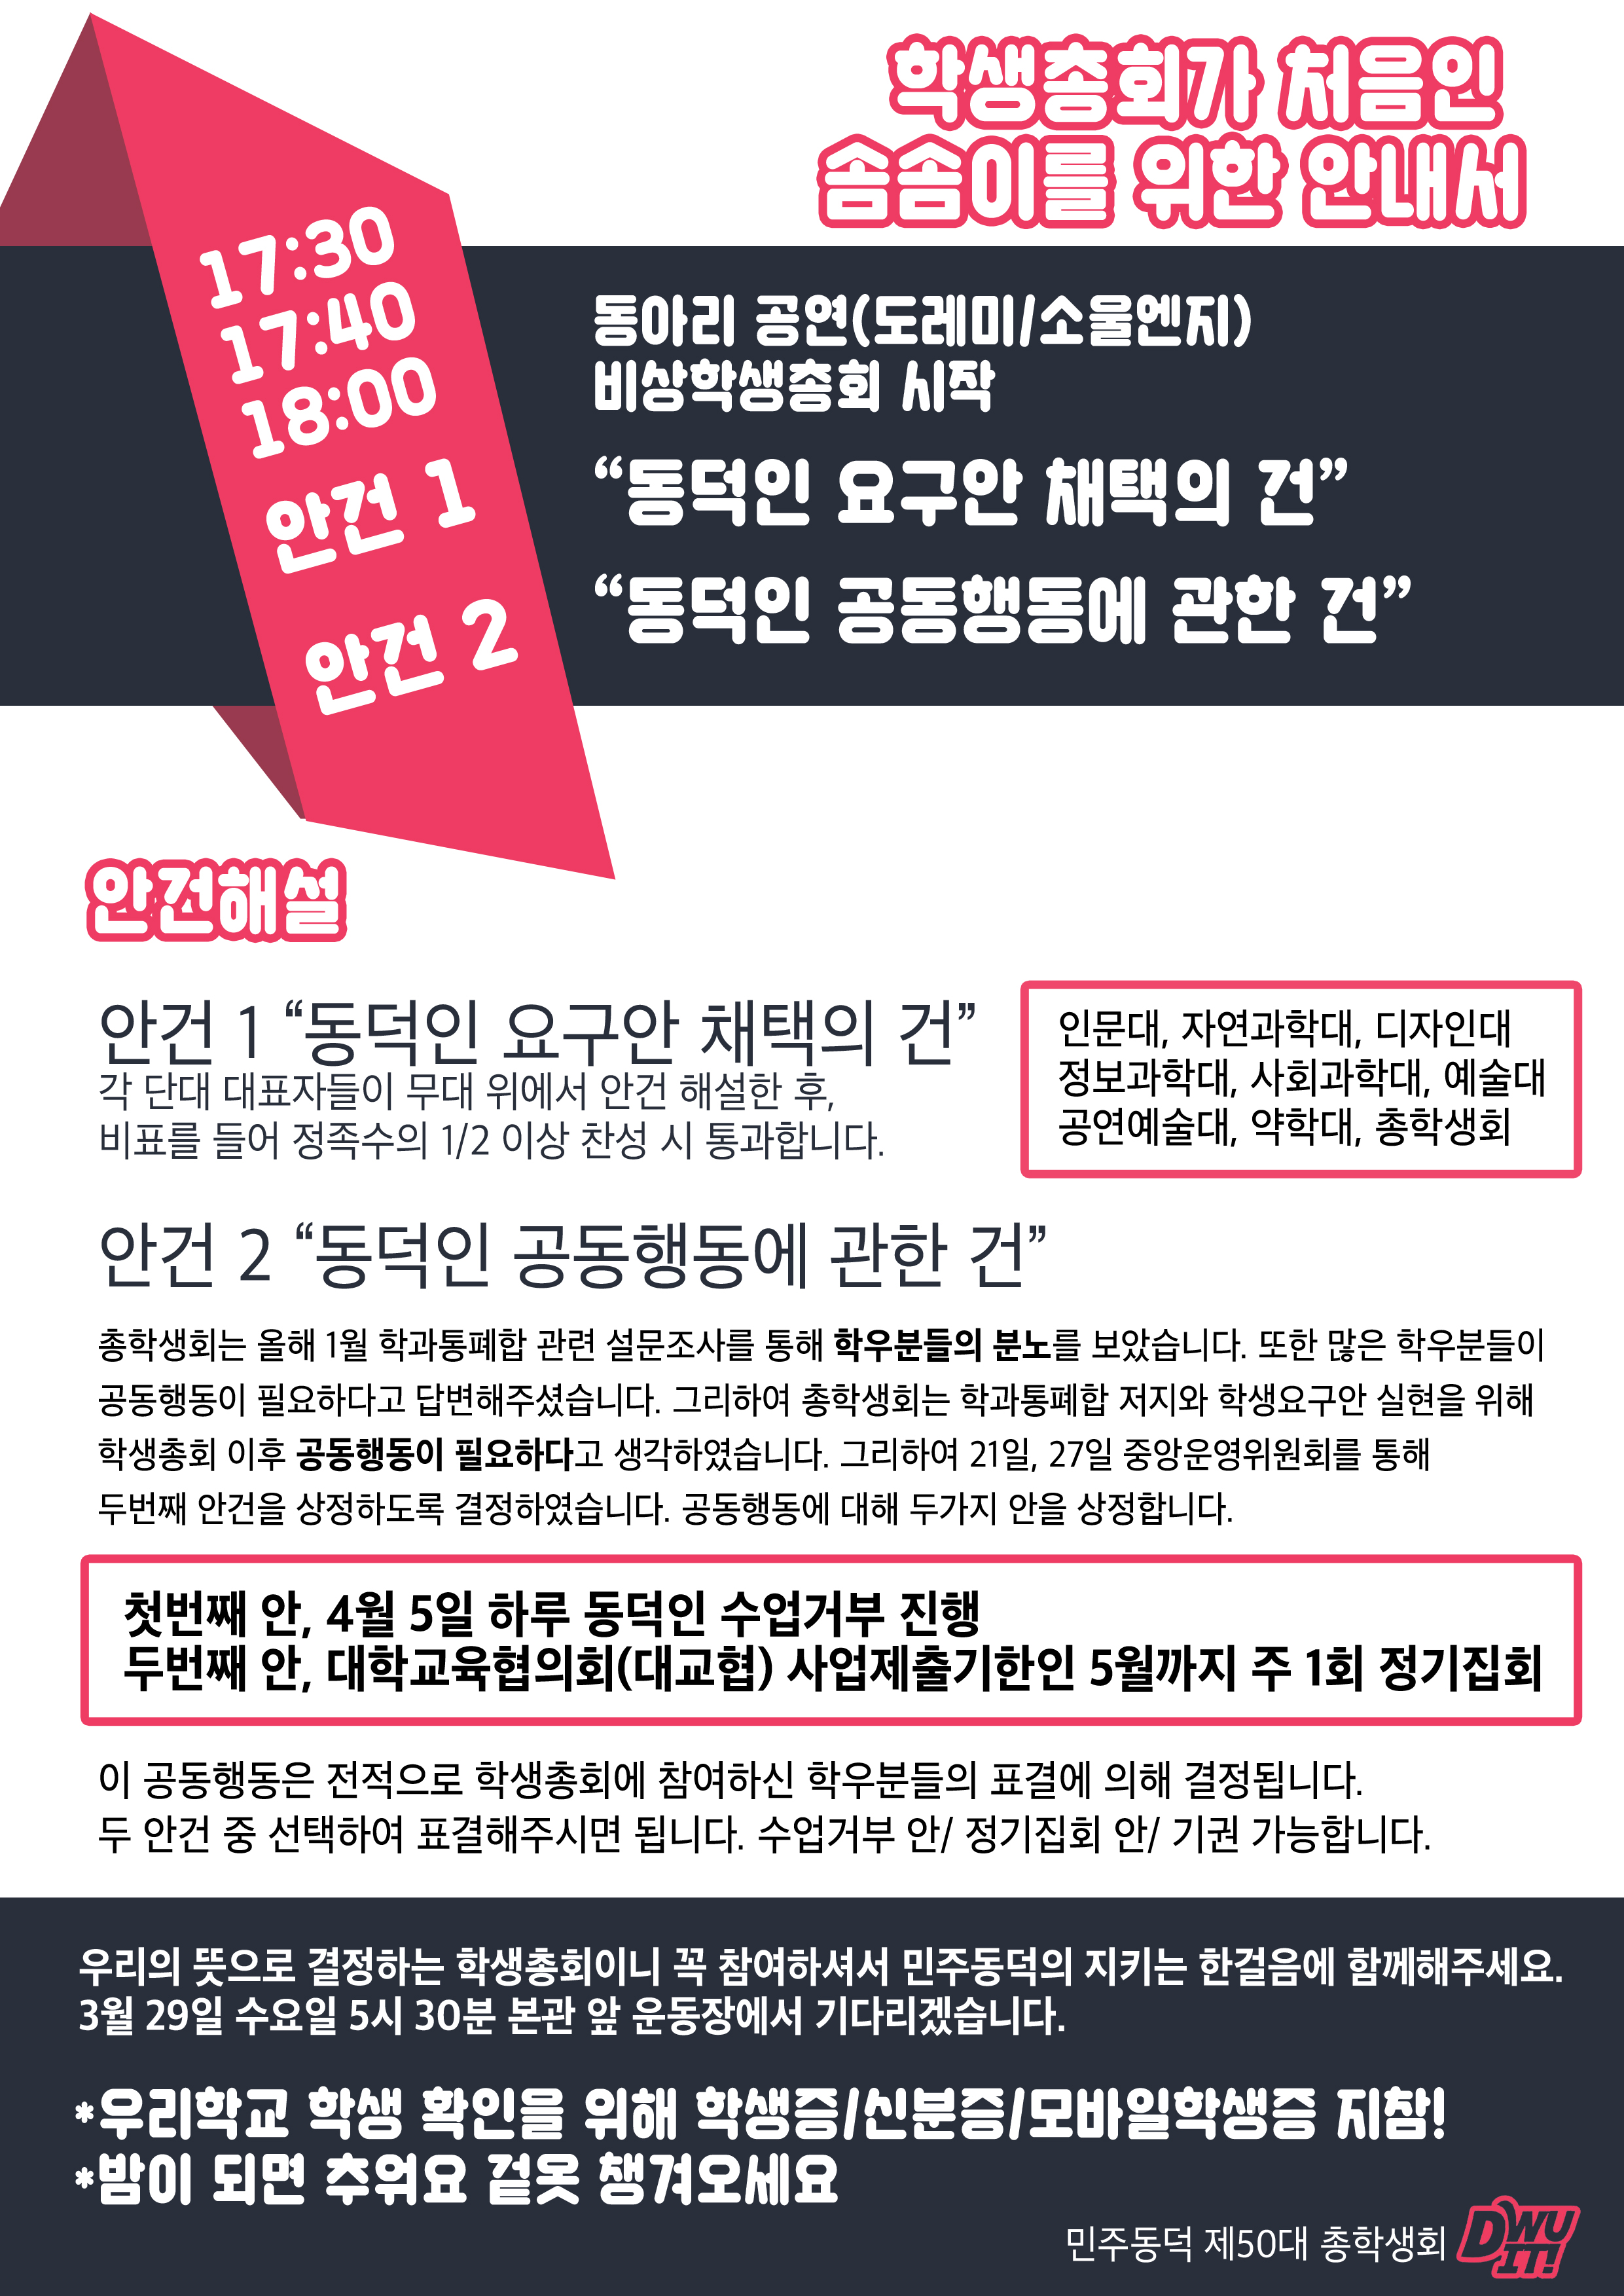 학생총회가 처음인
솜솜이를 위한 안내서
17:30
17:40
18:00
안건 1
안건 2
동아리 공연(도레미/소울엔지)
비상학생총회 시작
“동덕인 요구안 채택의 건”
“동덕인 공동행동에 관한 건”
안건해설
안건 1 “동덕인 요구안 채택의 건”
각 단대 대표자들이 무대 위에서 안건 해설한 후,
비표를 들어 정족수의 1/2 이상 찬성 시 통과합니다.
인문대, 자연과학대, 디자인대
정보과학대, 사회과학대, 예술대
공연예술대, 약학대, 총학생회
안건 2 “동덕인 공동행동에 관한 건”
총학생회는 올해 1월 학과통폐합 관련 설문조사를 통해 학우분들의 분노를 보았습니다. 또한 많은 학우분들이
공동행동이 필요하다고 답변해주셨습니다. 그리하여 총학생회는 학과통폐합 저지와 학생요구안 실현을 위해
학생총회 이후 공동행동이 필요하다고 생각하였습니다. 그리하여 21일, 27일 중앙운영위원회를 통해
두번째 안건을 상정하도록 결정하였습니다. 공동행동에 대해 두가지 안을 상정합니다.
첫번째 안, 4월 5일 하루 동덕인 수업거부 진행
두번째 안, 대학교육협의회(대교협) 사업제출기한인 5월까지 주 1회 정기집회
이 공동행동은 전적으로 학생총회에 참여하신 학우분들의 표결에 의해 결정됩니다.
두 안건 중 선택하여 표결해주시면 됩니다. 수업거부 안/ 정기집회 안/ 기권 가능합니다.
우리의 뜻으로 결정하는 학생총회이니 꼭 참여하셔서 민주동덕의 지키는 한걸음에 함께해주세요.
3월 29일 수요일 5시 30분 본관 앞 운동장에서 기다리겠습니다.
*우리학교 학생 확인을 위해 학생증/신분증/모바일학생증 지참!
*밤이 되면 추워요 겉옷 챙겨오세요
민주동덕 제50대 총학생회
DWU
IT!